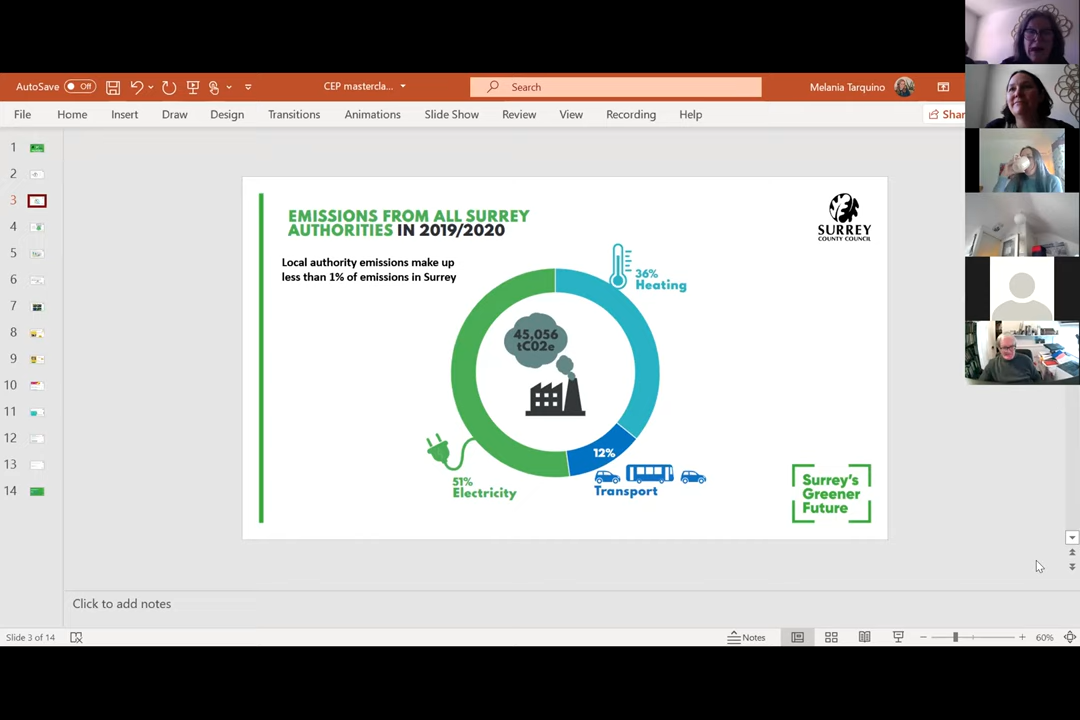 AutoSave Off
CEP mastercla...
Search
Melania Tarquino
File Home Insert Draw Design Transitions Animations Slide Show Review View Recording Help Shar
1
2
3
4
5
6
7
8
9
10
11
12
13
14
EMISSIONS FROM ALL SURREY
AUTHORITIES IN 2019/2020
SURREY
COUNTY COUNCIL
Local authority emissions make up
less than 1% of emissions in Surrey
36%
Heating
45,056
tC02e
12%
Transport
51%
Electricity
Surrey's
Greener
Future
Click to add notes
Slide 3 of 14
Notes
60%